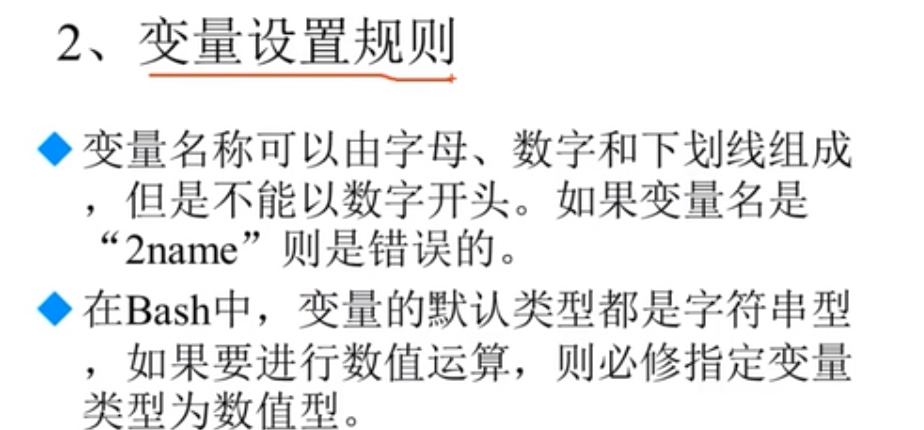 2、变量设置规则
变量名称可以由字母、数字和下划线组成
，但是不能以数字开头。如果变量名是
“2name”则是错误的。
在Bash中，变量的默认类型都是字符串型
，如果要进行数值运算，则必修指定变量
类型为数值型。